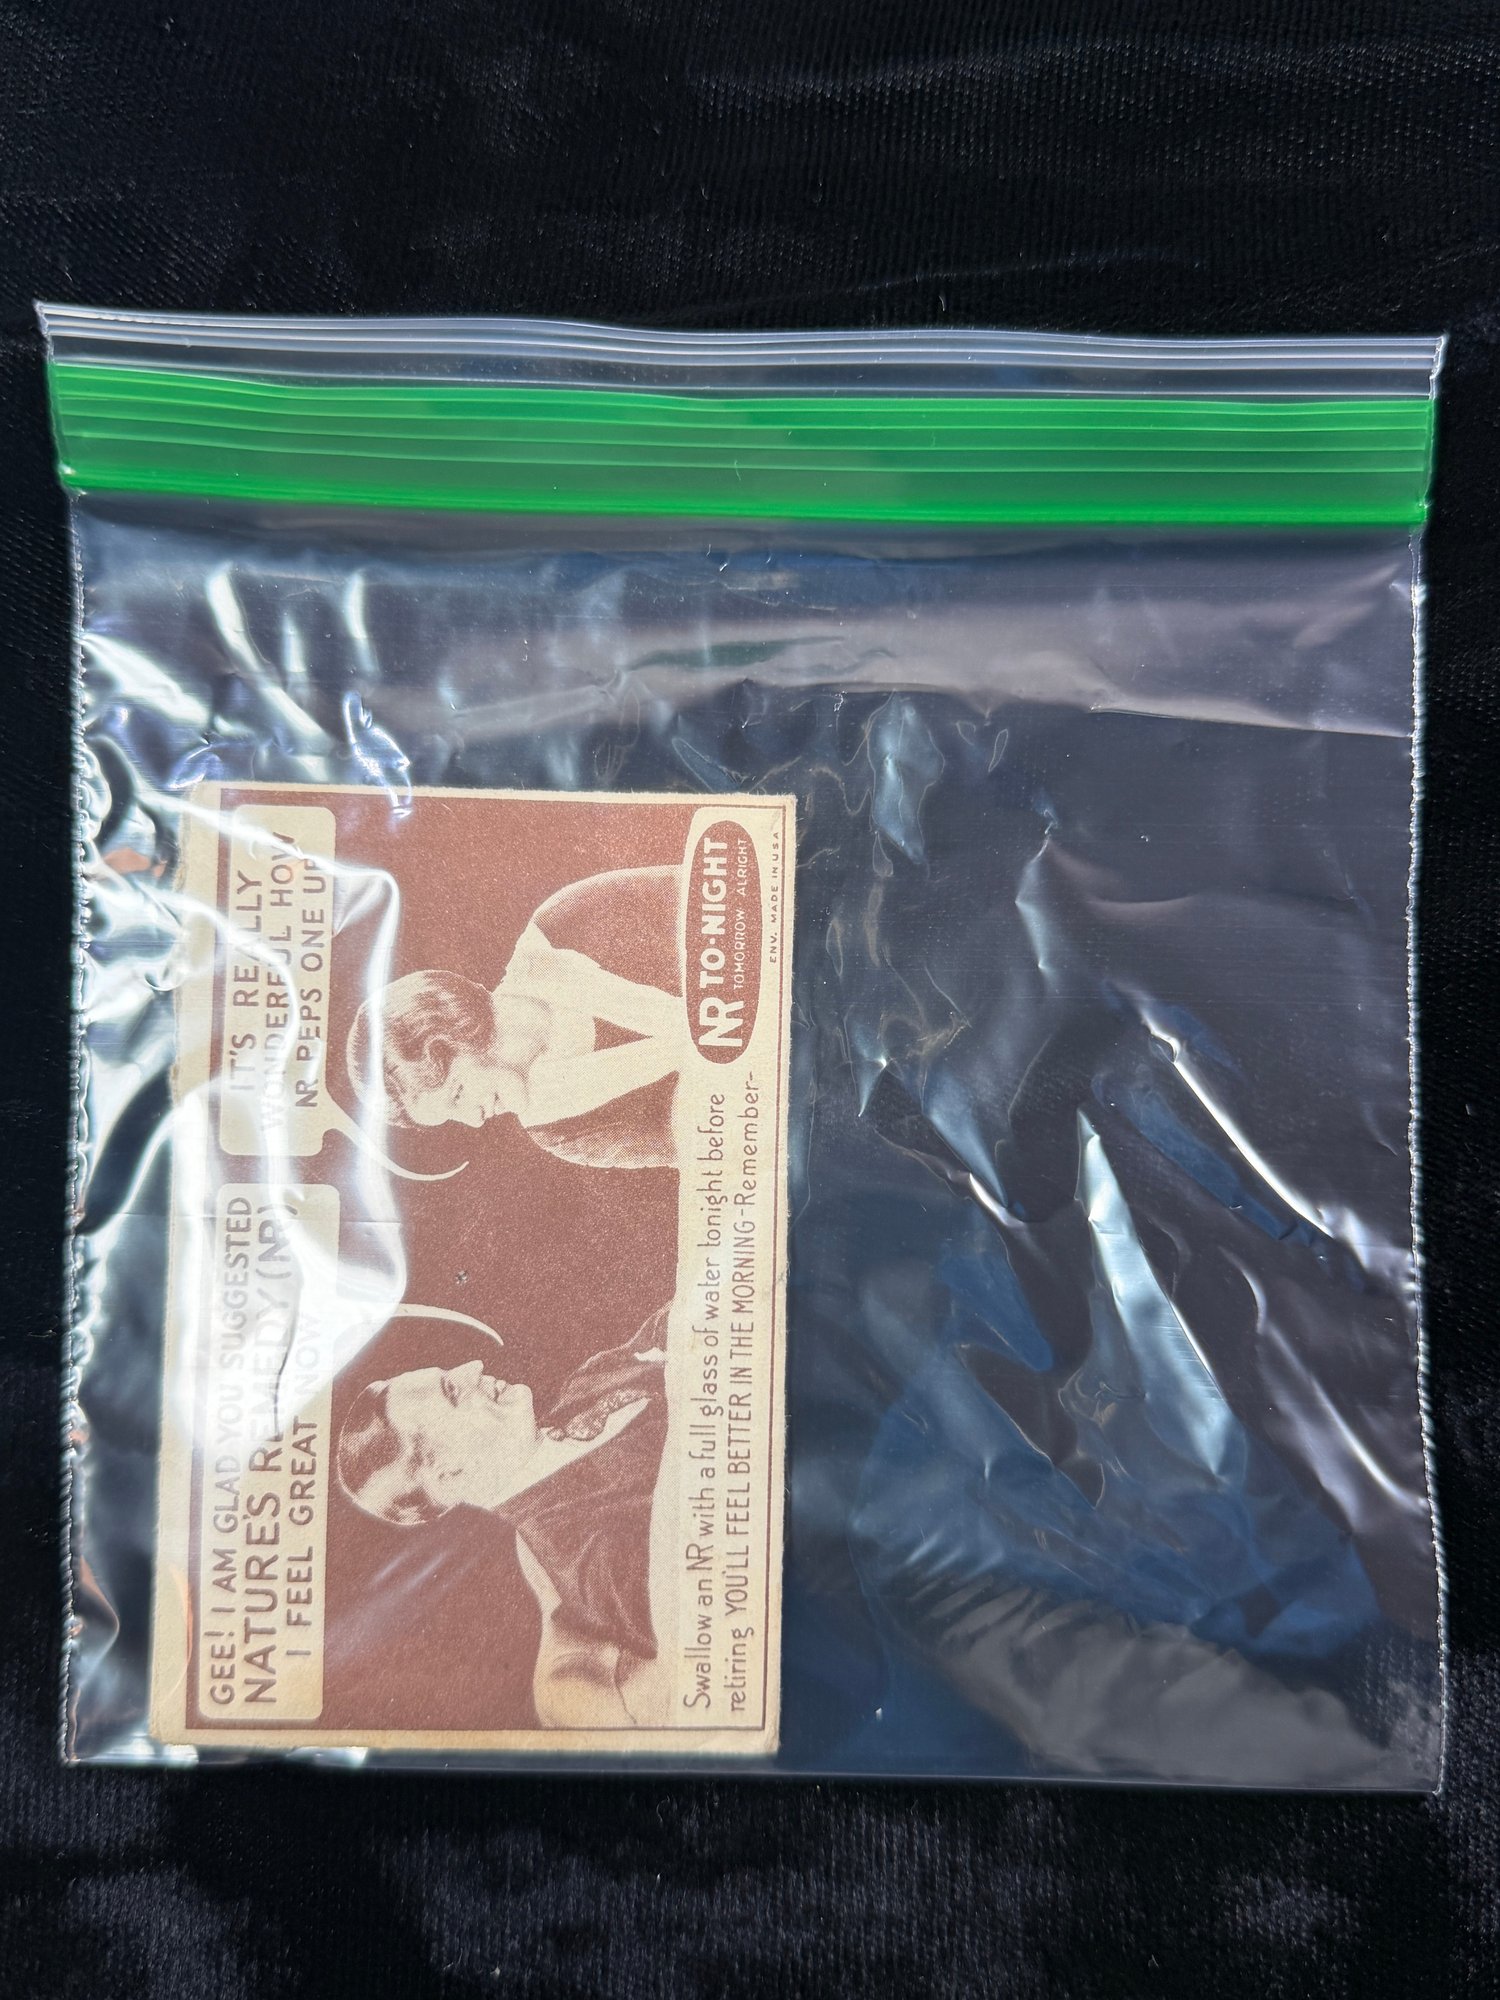 GEE! I AM GLAD YOU SUGGESTED
NATURE'S REMEDY (NR)
I FEEL GREAT NOW
IT'S REALLY
WONDERFUL HOW
NR PEPS ONE UP
Swallow an NR with a full glass of water tonight before
retiring YOU'LL FEEL BETTER IN THE MORNING-Remember-
NR TO-NIGHT
TOMORROW ALRIGHT
ENV. MADE IN U.S.A